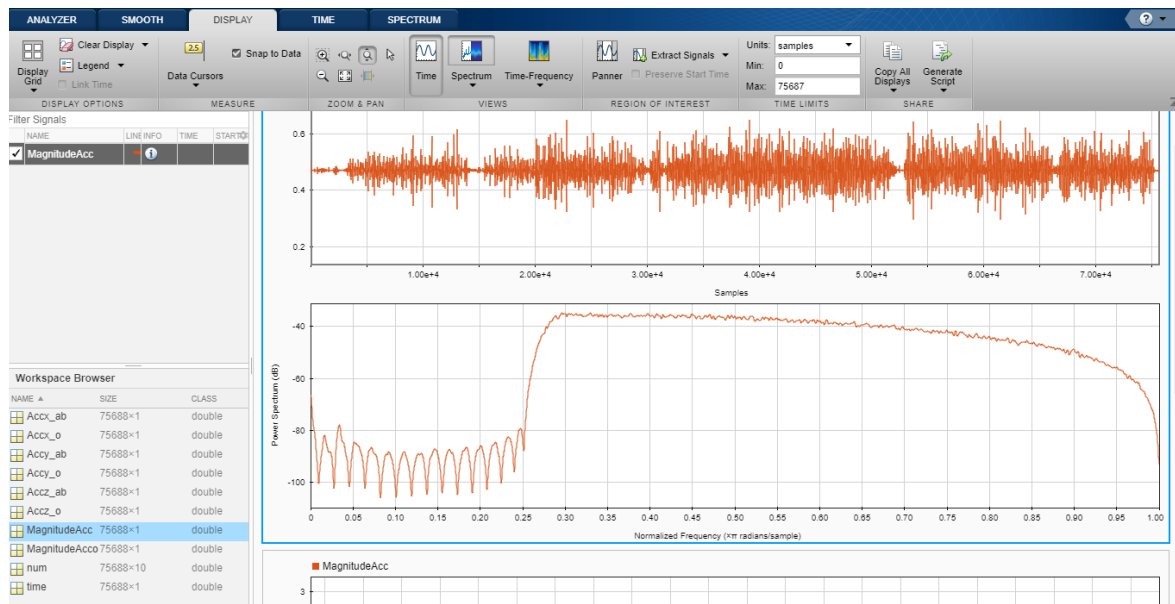 ANALYZER SMOOTH DISPLAY TIME SPECTRUM ?
Clear Display
Legend
Link Time
Display
Grid
2.5
Data Cursors
Snap to Data
Time
Spectrum
Time-Frequency
Panner
Extract Signals
Preserve Start Time
Units: samples
Min: 0
Max: 75687
Copy All
Displays
Generate
Script
DISPLAY OPTIONS MEASURE ZOOM & PAN VIEWS REGION OF INTEREST TIME LIMITS SHARE
Filter Signals
NAME LINE INFO TIME START
MagnitudeAcc
0.6
0.4
0.2
1.00e+4 2.00e+4 3.00e+4 4.00e+4 5.00e+4 6.00e+4 7.00e+4
Samples
-40
-60
-80
-100
Power Spectrum (dB)
0 0.05 0.10 0.15 0.20 0.25 0.30 0.35 0.40 0.45 0.50 0.55 0.60 0.65 0.70 0.75 0.80 0.85 0.90 0.95 1.00
Normalized Frequency (×π radians/sample)
MagnitudeAcc
3
Workspace Browser
NAME SIZE CLASS
Accx_ab 75688×1 double
Accx_o 75688×1 double
Accy_ab 75688×1 double
Accy_o 75688×1 double
Accz_ab 75688×1 double
Accz_o 75688×1 double
MagnitudeAcc 75688×1 double
MagnitudeAcco 75688×1 double
num 75688×10 double
time 75688×1 double